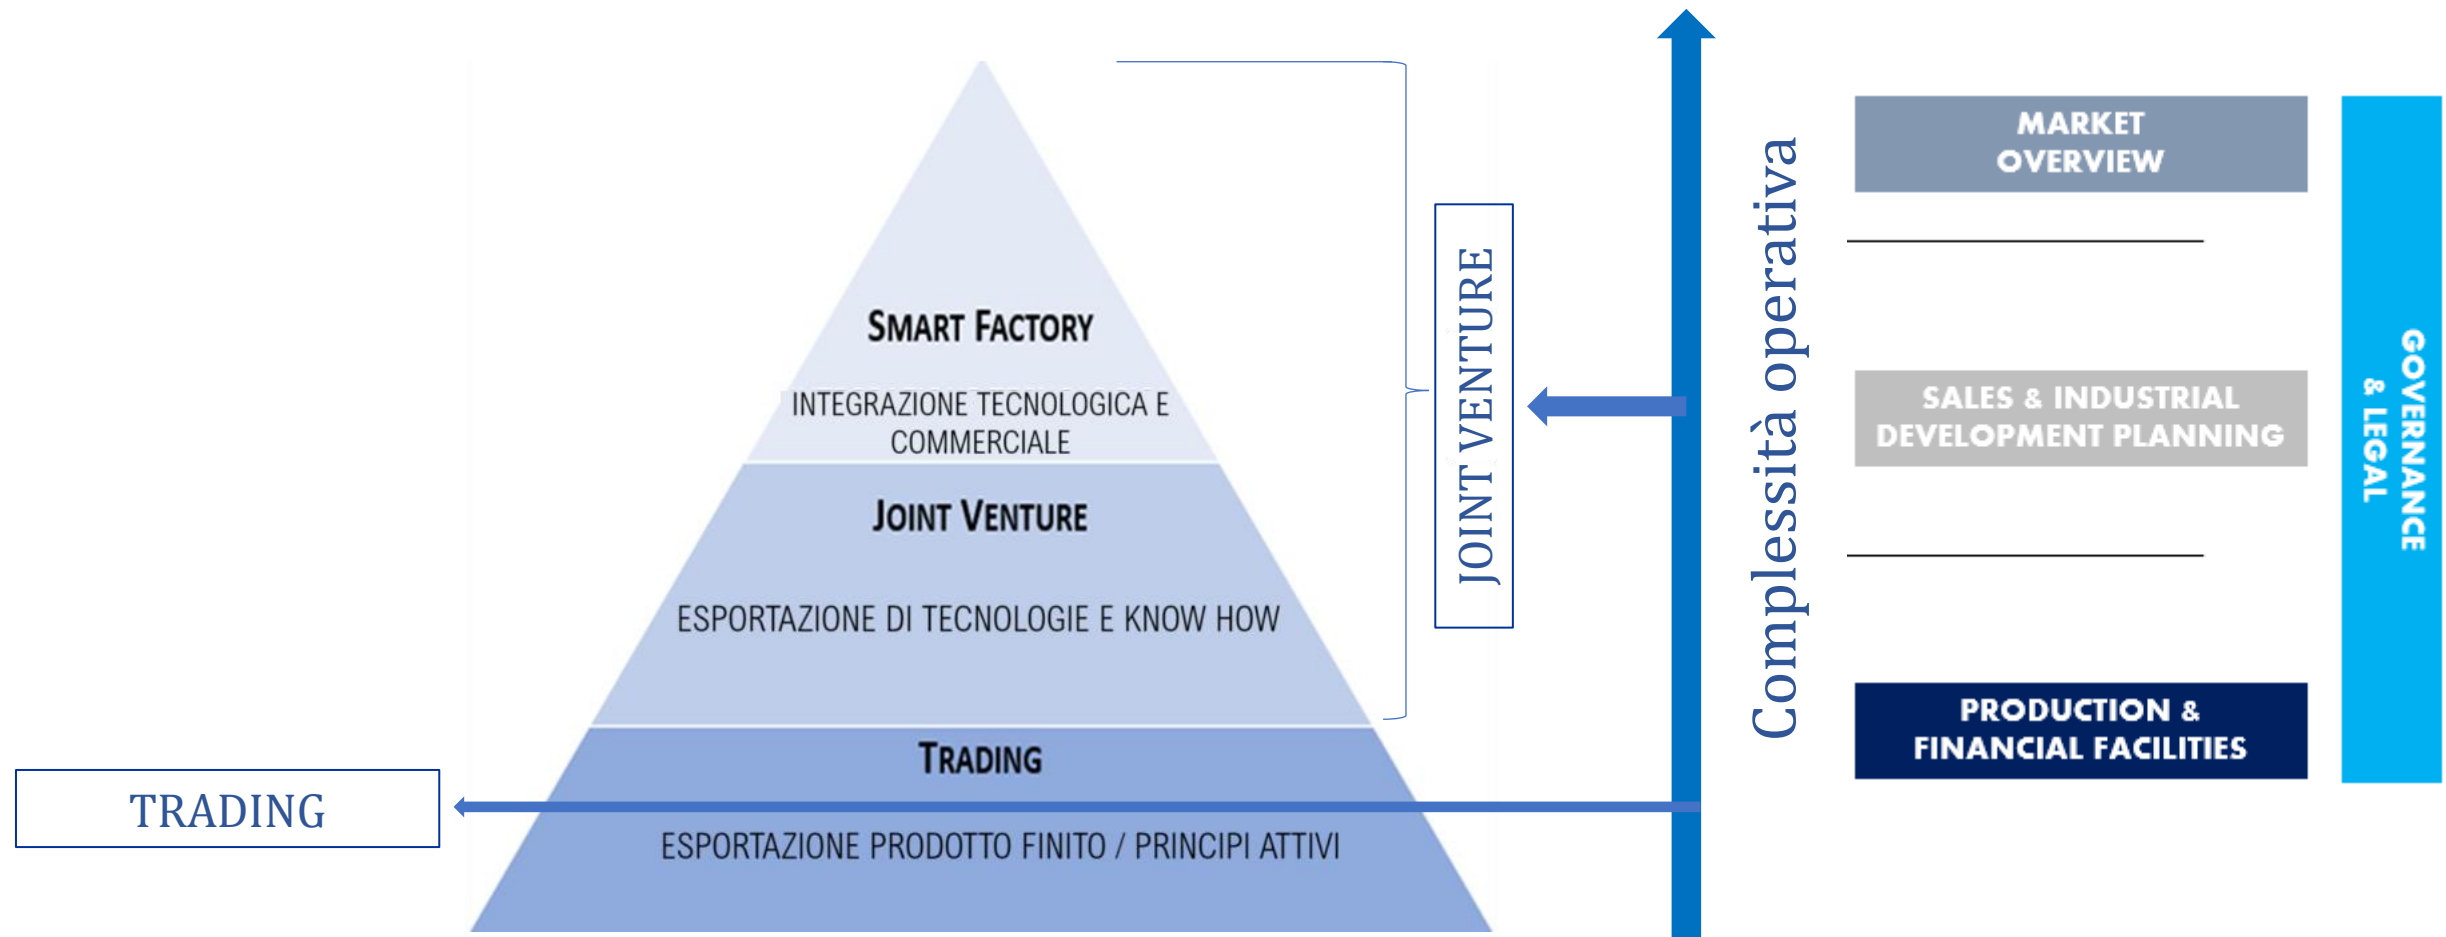 SMART FACTORY
INTEGRAZIONE TECNOLOGICA E
COMMERCIALE
JOINT VENTURE
ESPORTAZIONE DI TECNOLOGIE E KNOW HOW
TRADING
ESPORTAZIONE PRODOTTO FINITO / PRINCIPI ATTIVI
TRADING
JOINT VENTURE
Complessità operativa
MARKET
OVERVIEW
SALES & INDUSTRIAL
DEVELOPMENT PLANNING
PRODUCTION &
FINANCIAL FACILITIES
GOVERNANCE
& LEGAL